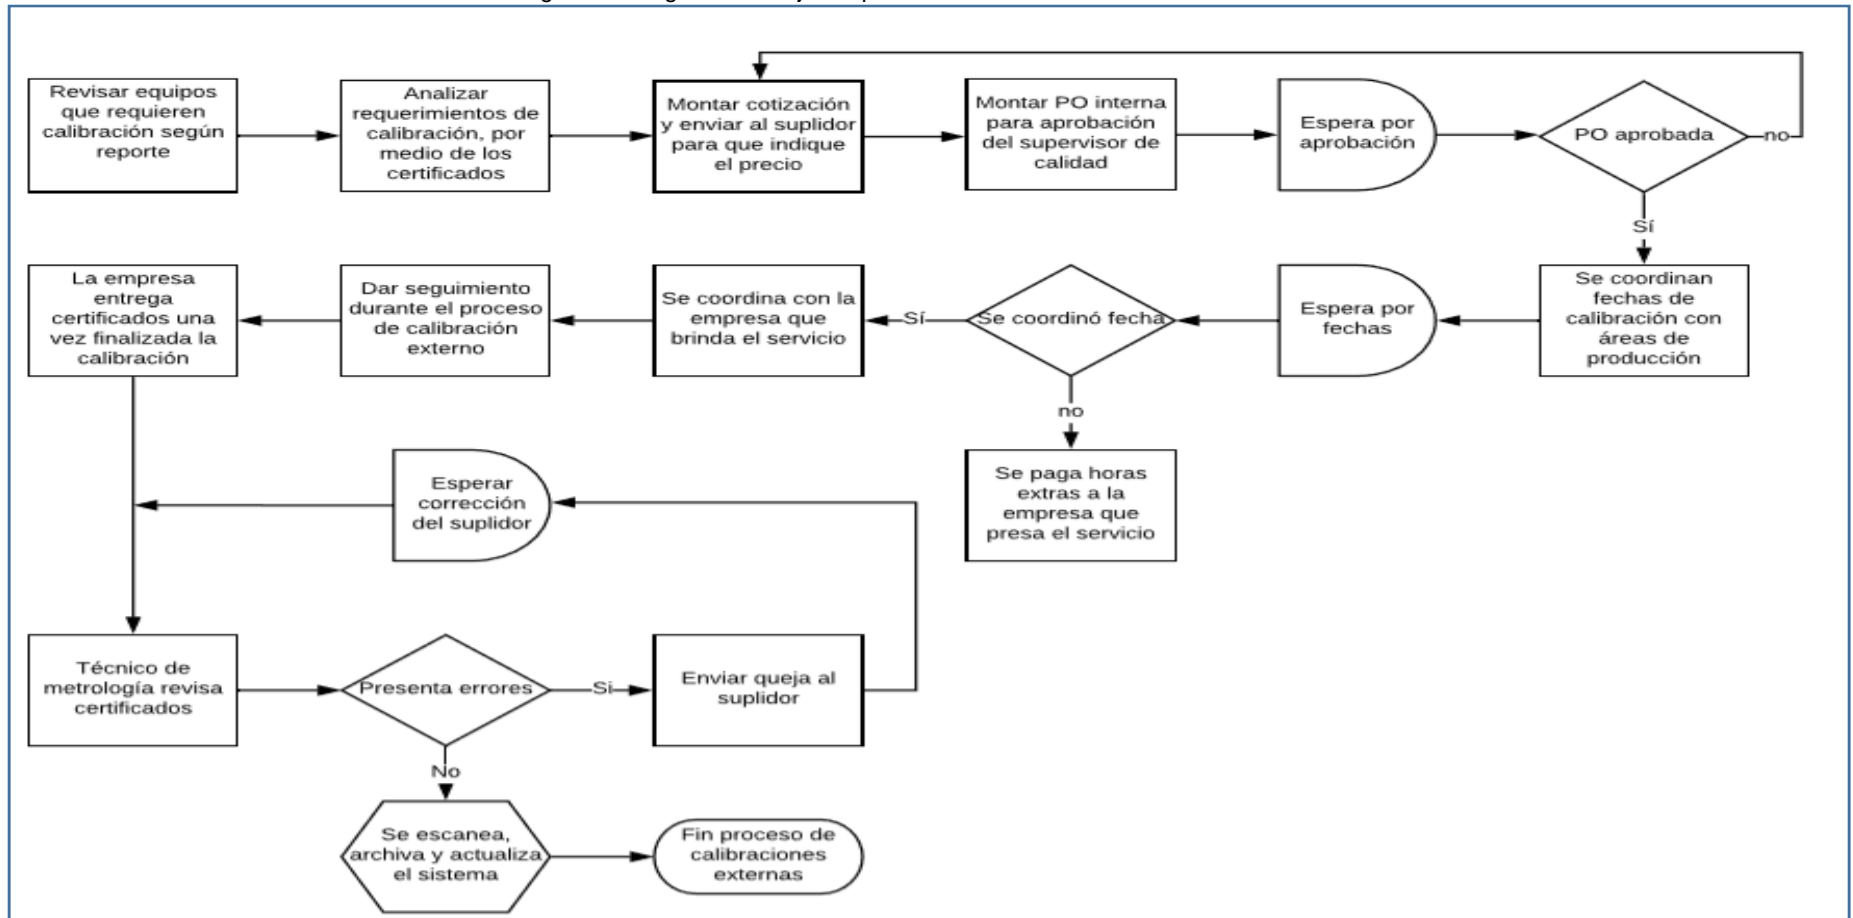 Revisar equipos
que requieren
calibración según
reporte
Analizar
requerimientos de
calibración, por
medio de los
certificados
Montar cotización
y enviar al suplidor
para que indique
el precio
Montar PO interna
para aprobación
del supervisor de
calidad
Espera por
aprobación
PO aprobada
no
Sí
La empresa
entrega
certificados una
vez finalizada la
calibración
Dar seguimiento
durante el proceso
de calibración
externo
Se coordina con la
empresa que
brinda el servicio
Sí
Se coordinó fecha
Espera por
fechas
Se coordinan
fechas de
calibración con
áreas de
producción
no
Esperar
corrección
del suplidor
Se paga horas
extras a la
empresa que
presa el servicio
Técnico de
metrología revisa
certificados
Presenta errores
Si
Enviar queja al
suplidor
No
Se escanea,
archiva y actualiza
el sistema
Fin proceso de
calibraciones
externas